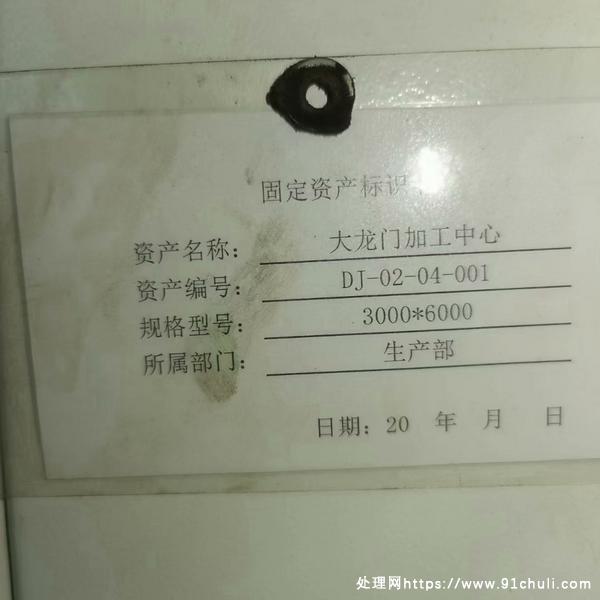 固定资产标识
资产名称： 大龙门加工中心
资产编号： DJ-02-04-001
规格型号： 3000*6000
所属部门： 生产部
日期：20 年 月 日
处理网https://www.91chuli.com/